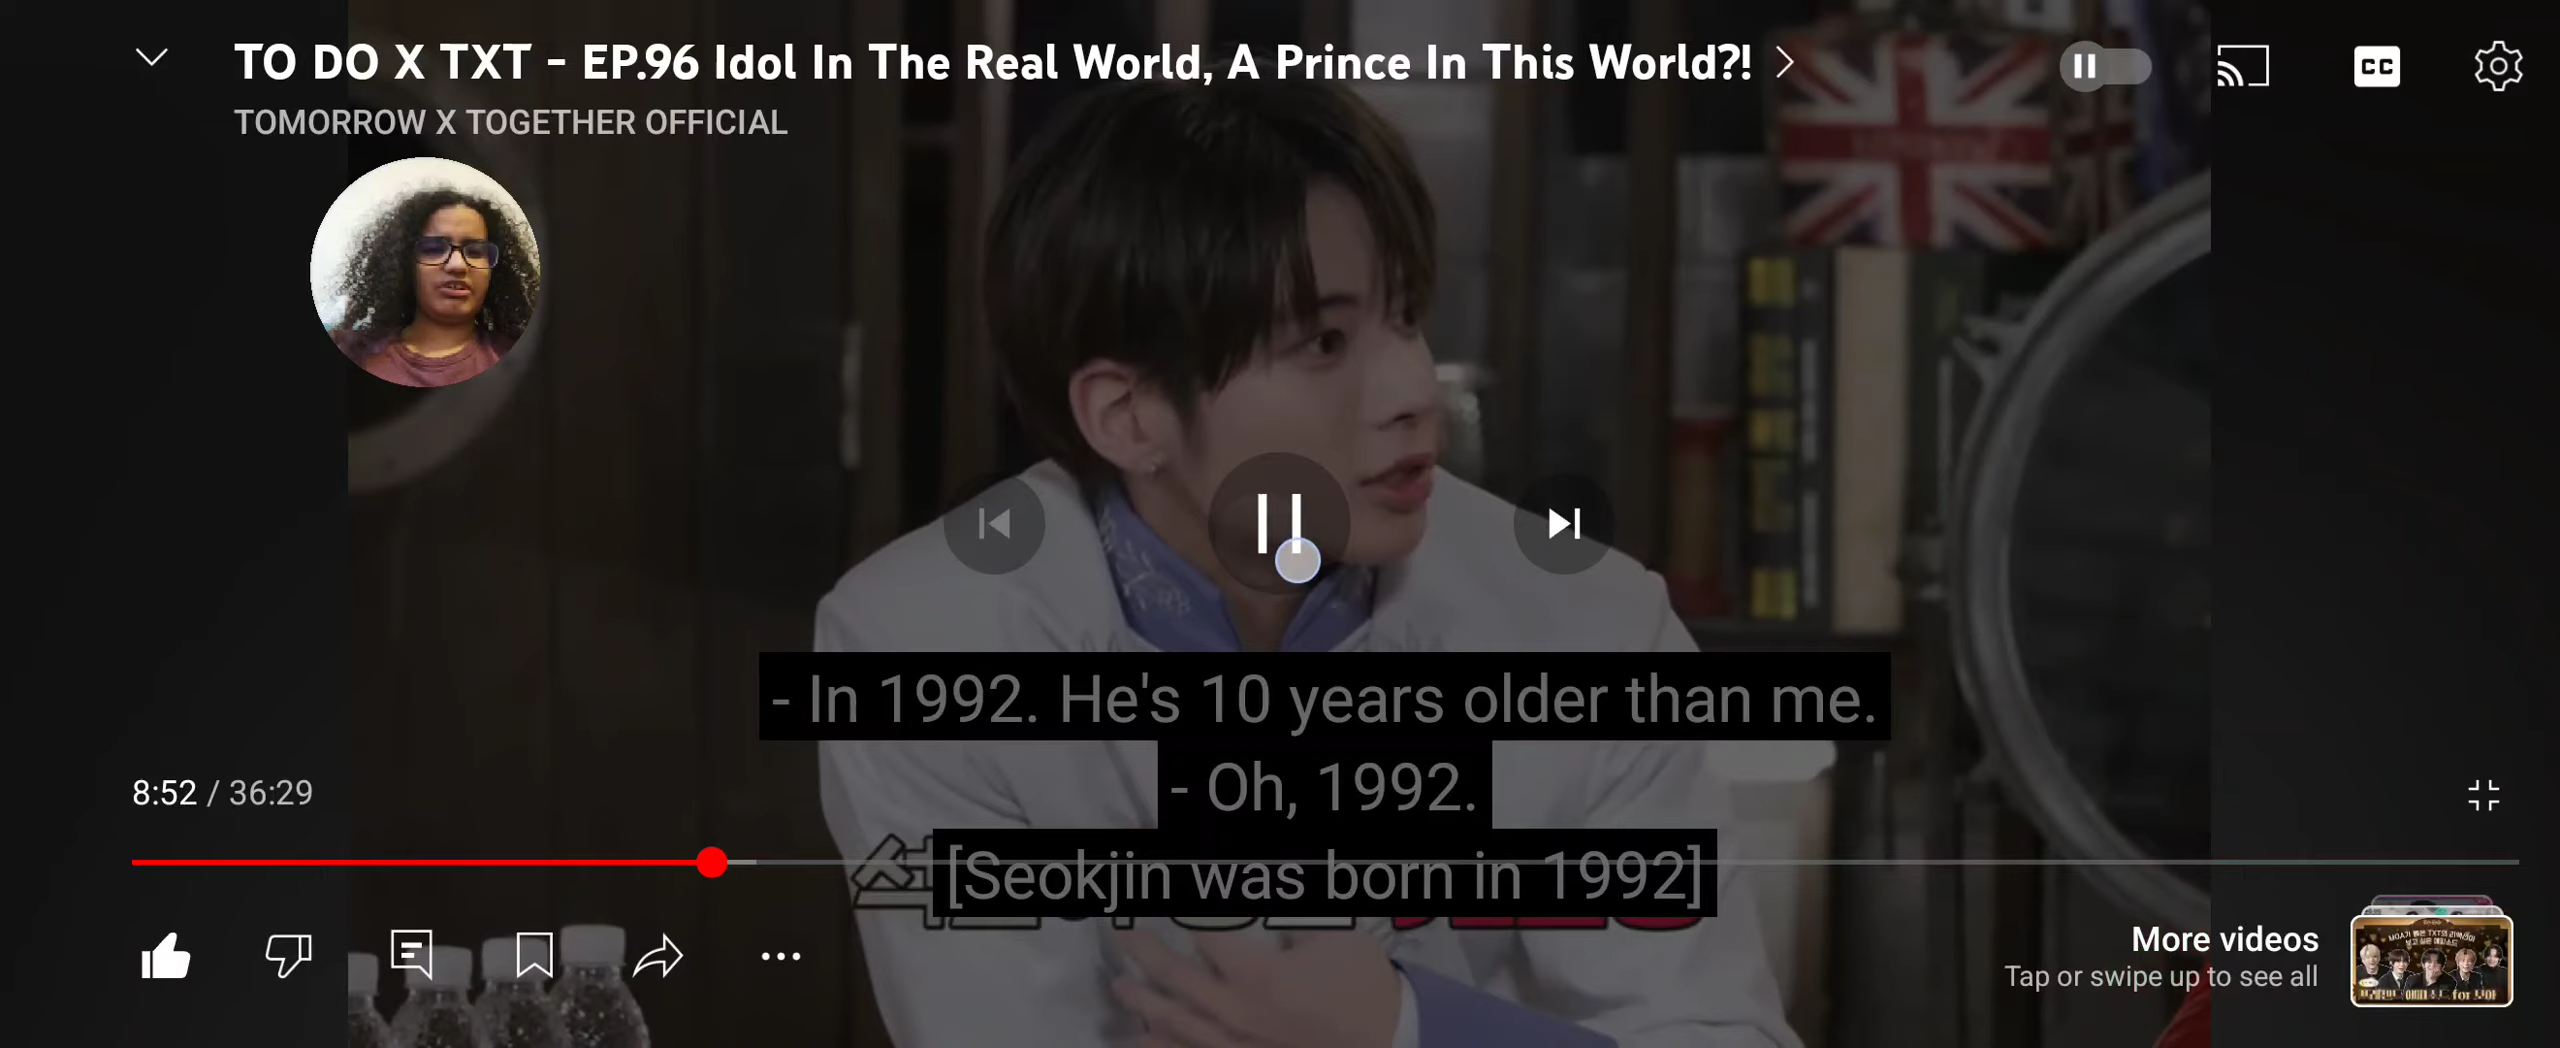 TO DO X TXT - EP.96 Idol In The Real World, A Prince In This World?!
TOMORROW X TOGETHER OFFICIAL
CC
- In 1992. He's 10 years older than me.
- Oh, 1992.
[Seokjin was born in 1992]
8:52 / 36:29
More videos
Tap or swipe up to see all